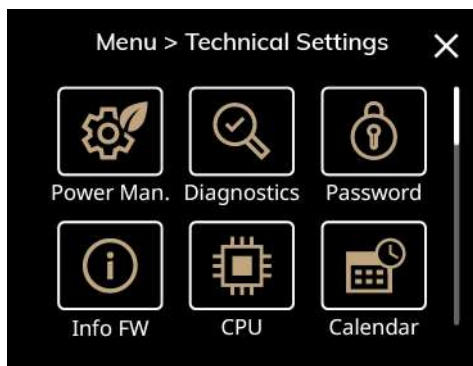 Menu > Technical Settings
Power Man. Diagnostics Password
Info FW CPU Calendar